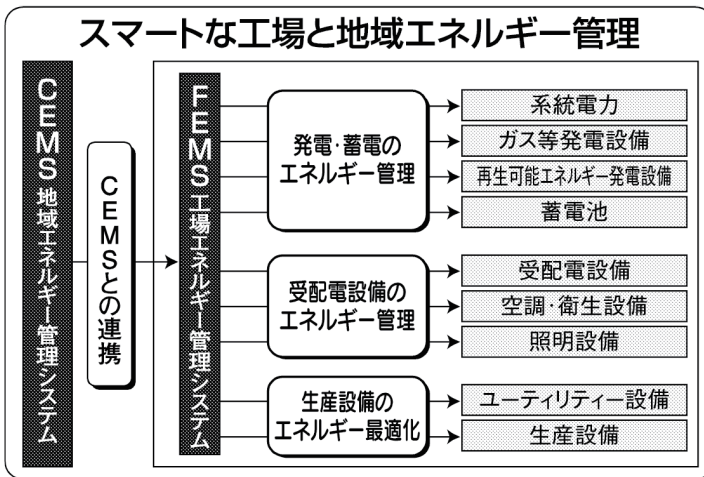 スマートな工場と地域エネルギー管理
CEMS地域エネルギー管理システム
CEMSとの連携
FEMS工場エネルギー管理システム
発電・蓄電の
エネルギー管理
系統電力
ガス等発電設備
再生可能エネルギー発電設備
蓄電池
受配電設備の
エネルギー管理
受配電設備
空調・衛生設備
照明設備
生産設備の
エネルギー最適化
ユーティリティー設備
生産設備